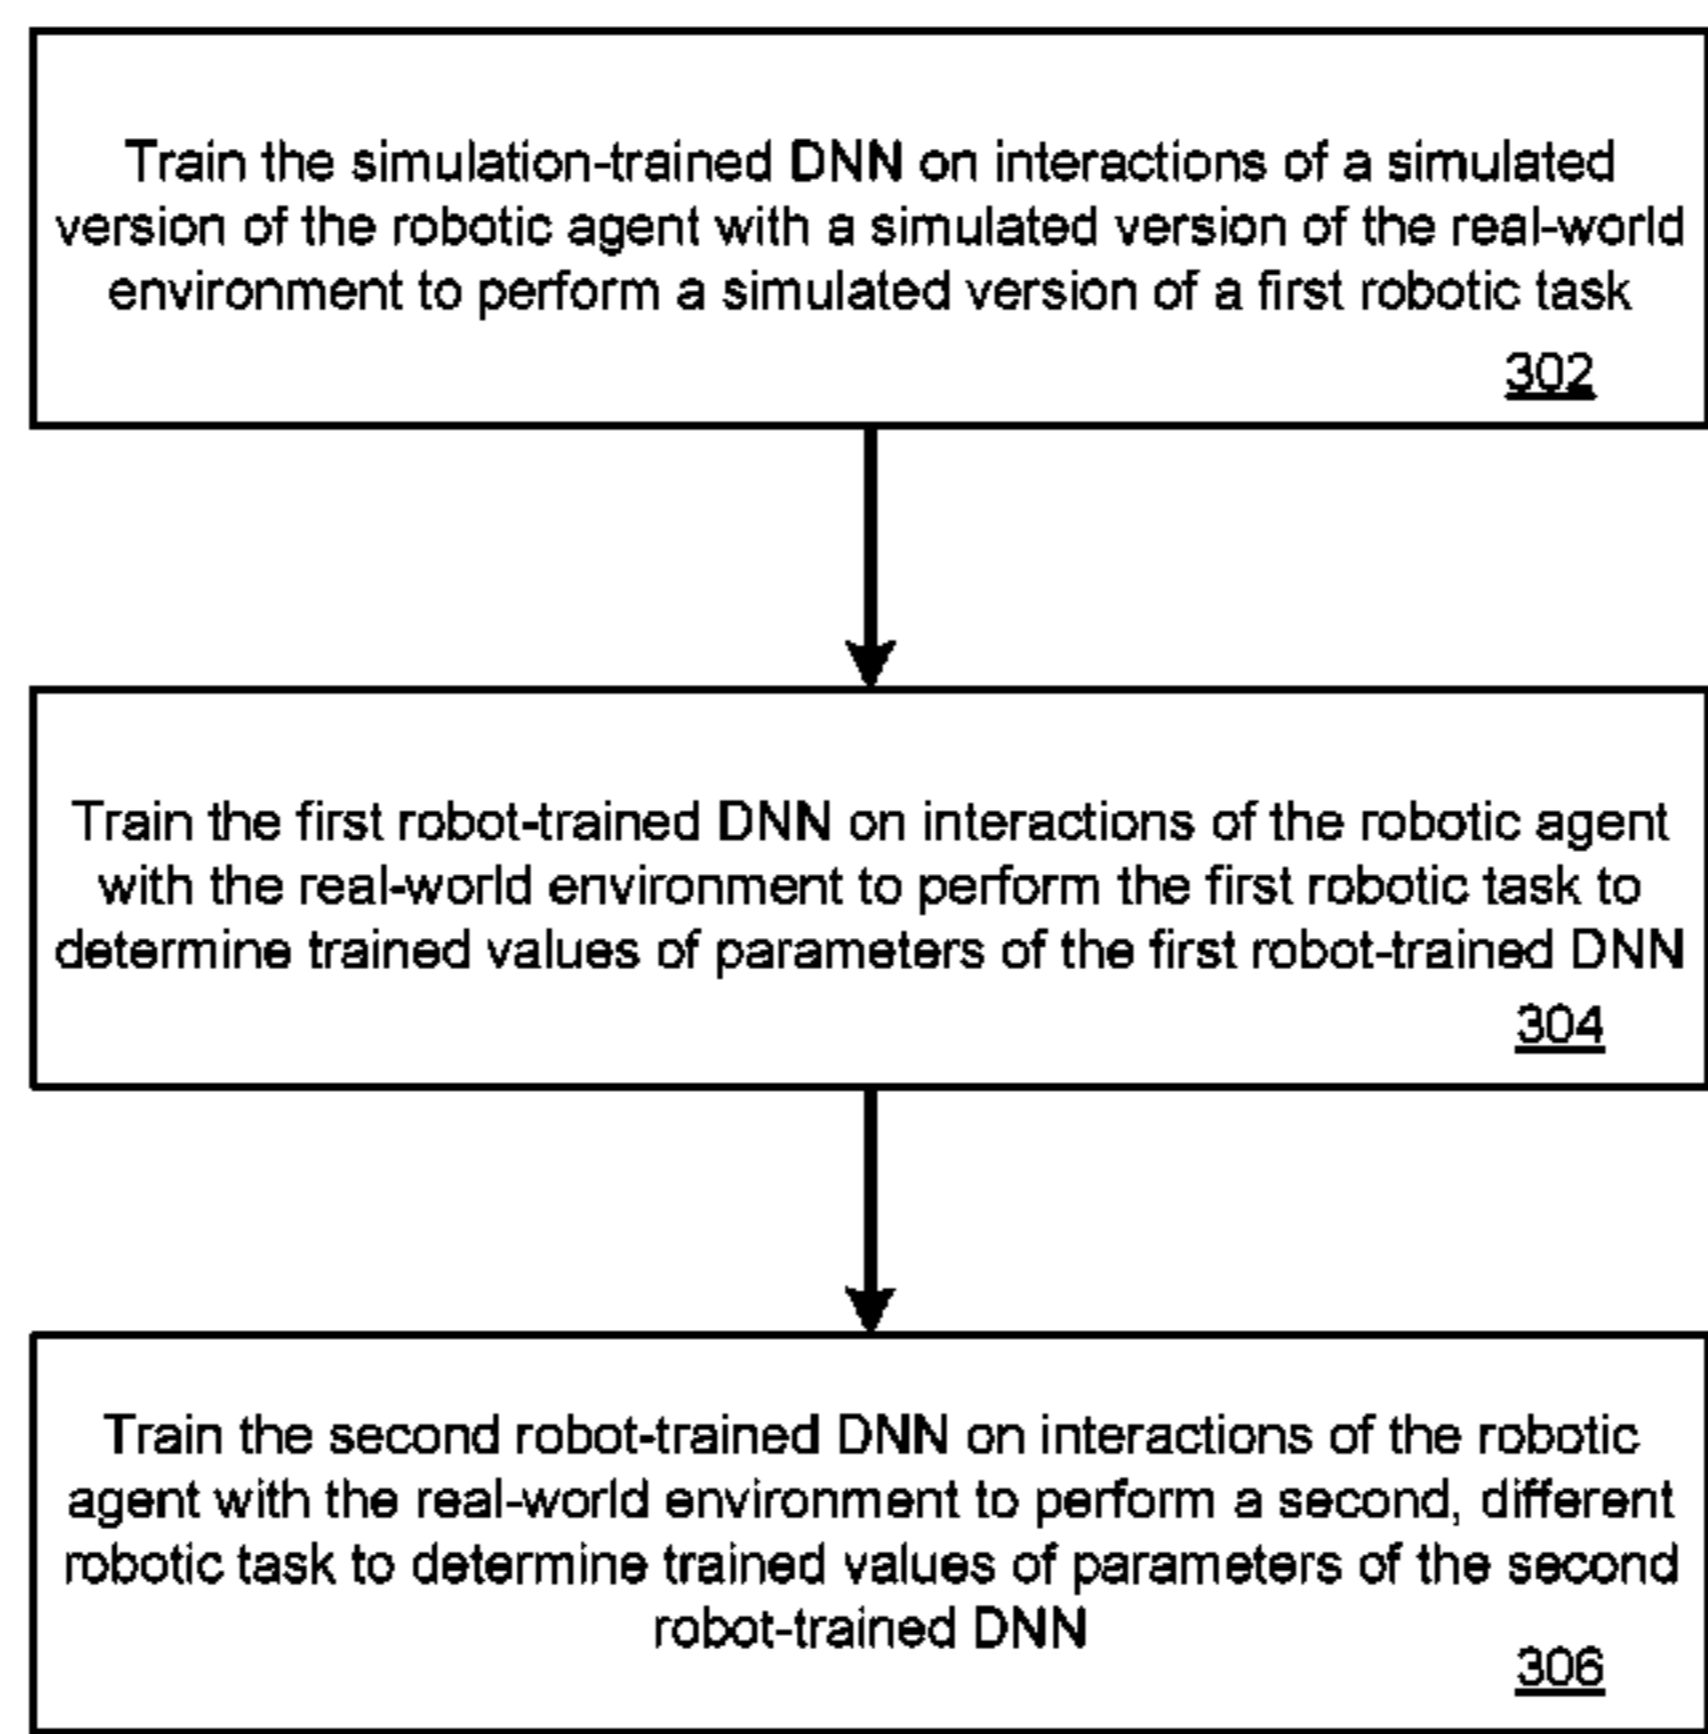 Train the simulation-trained DNN on interactions of a simulated
version of the robotic agent with a simulated version of the real-world
environment to perform a simulated version of a first robotic task
302
Train the first robot-trained DNN on interactions of the robotic agent
with the real-world environment to perform the first robotic task to
determine trained values of parameters of the first robot-trained DNN
304
Train the second robot-trained DNN on interactions of the robotic
agent with the real-world environment to perform a second, different
robotic task to determine trained values of parameters of the second
robot-trained DNN
306